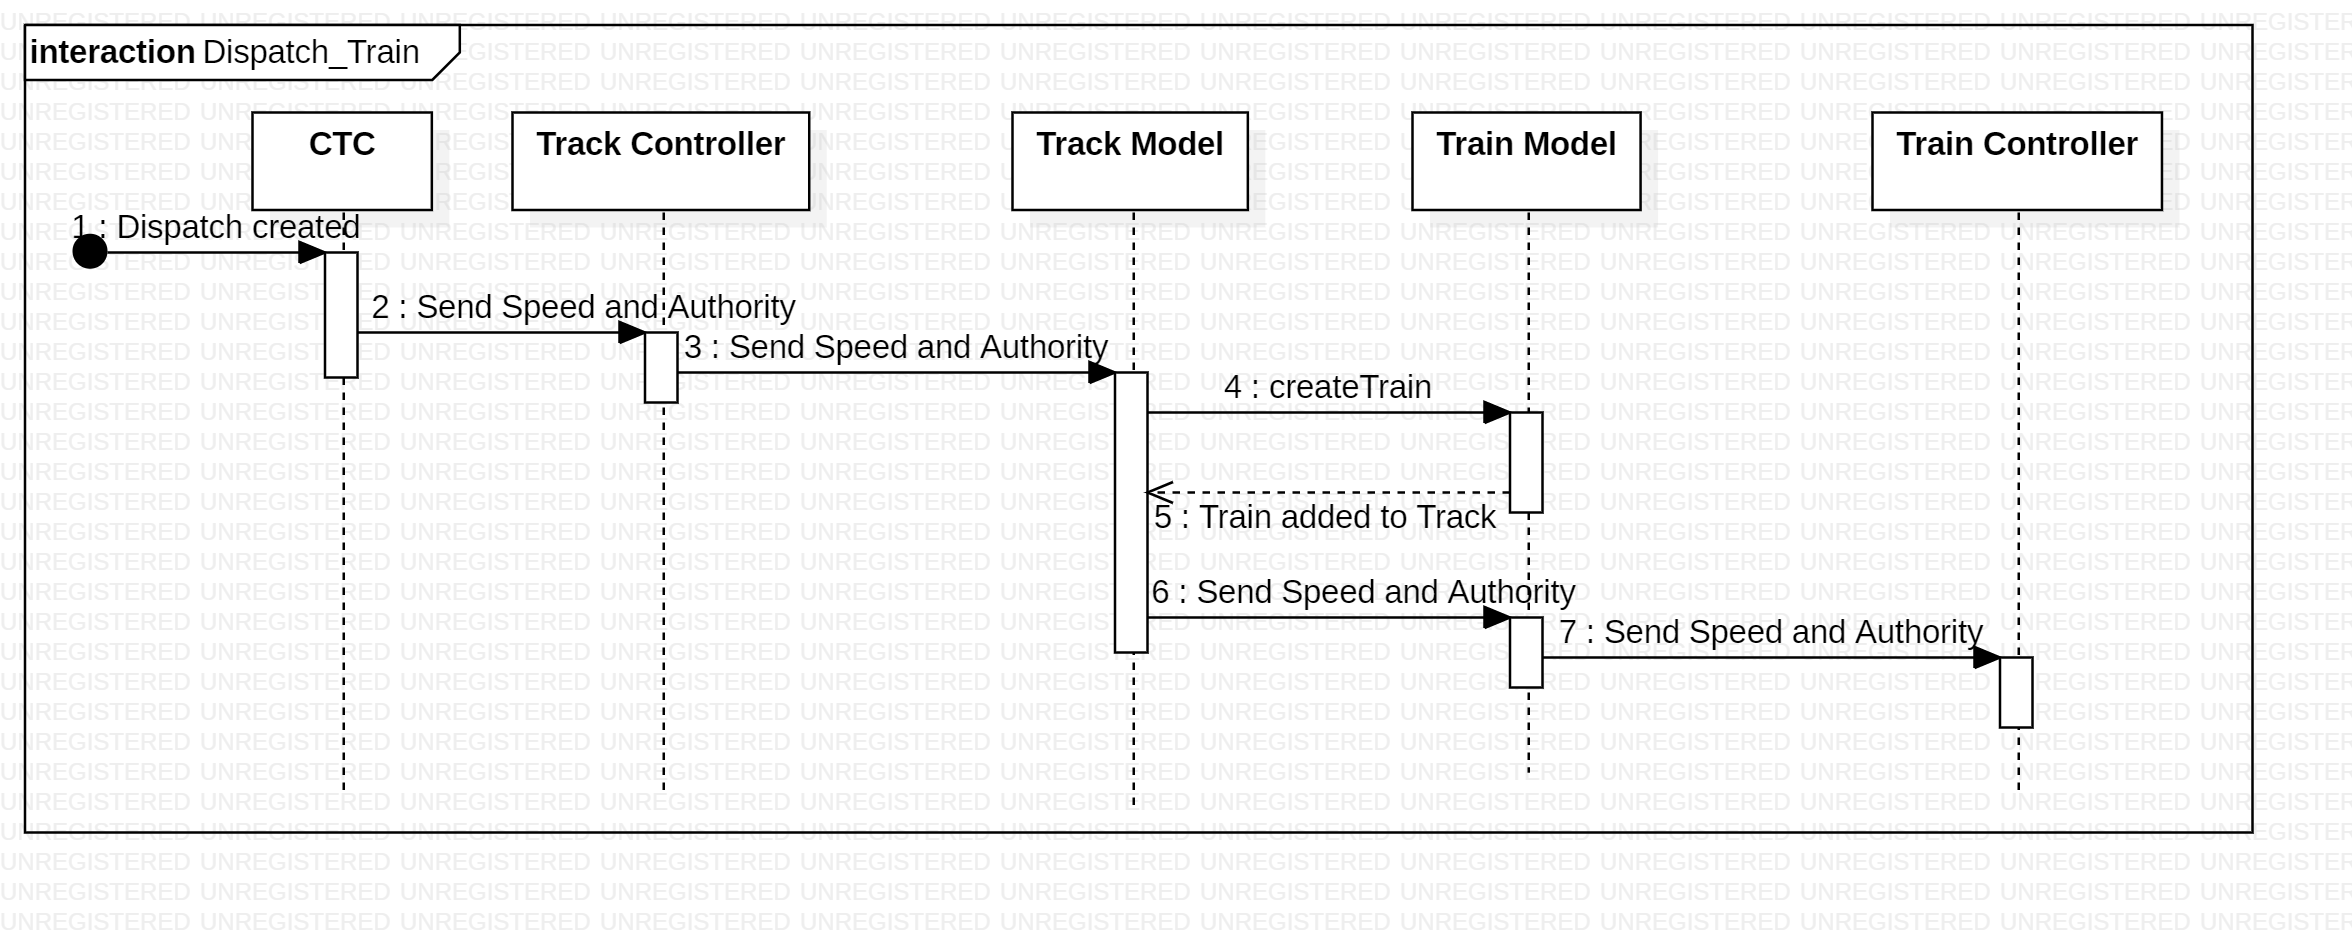 interaction Dispatch_Train
CTC
Track Controller
Track Model
Train Model
Train Controller
1 : Dispatch created
2 : Send Speed and Authority
3 : Send Speed and Authority
4 : createTrain
5 : Train added to Track
6 : Send Speed and Authority
7 : Send Speed and Authority
UNREGISTERED